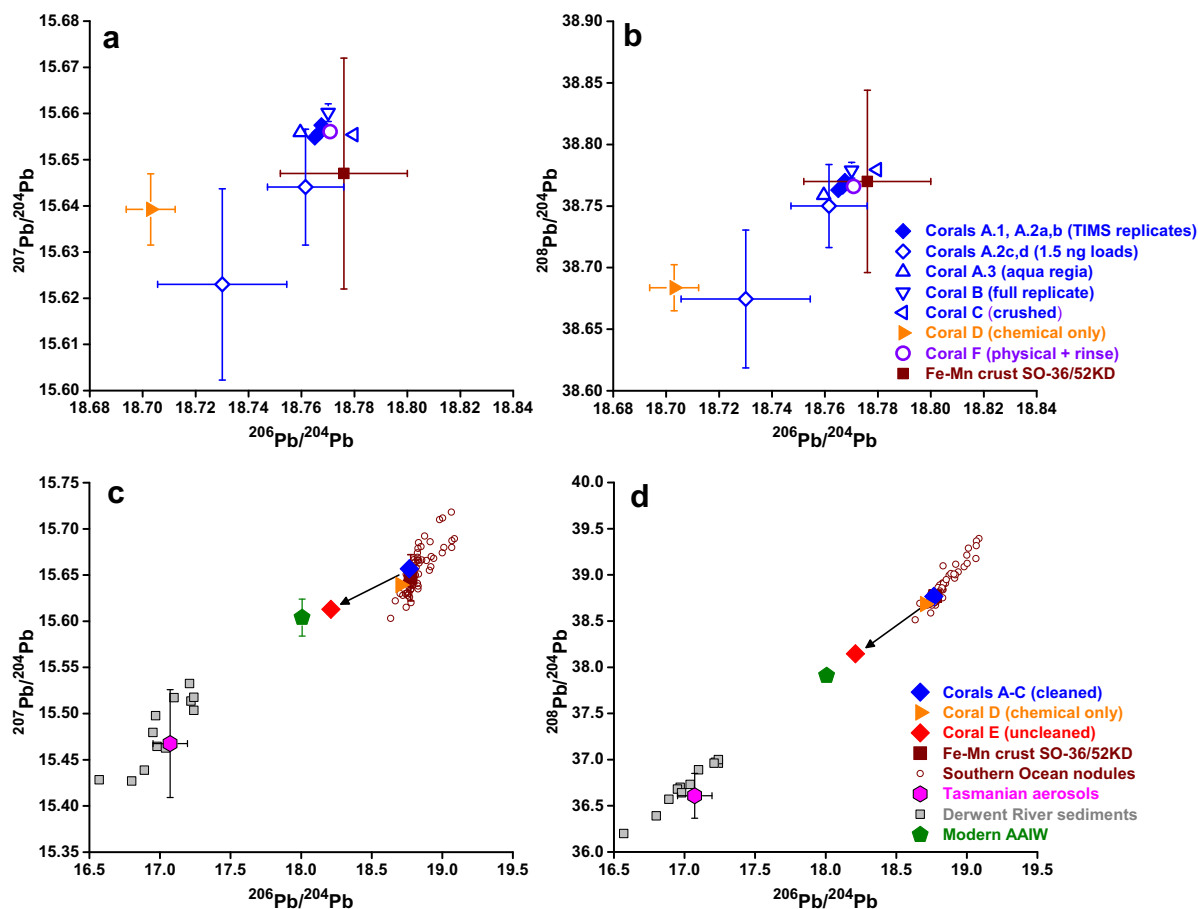 a
15.68
15.67
15.66
15.65
15.64
15.63
15.62
15.61
15.60
207Pb/204Pb
18.68 18.70 18.72 18.74 18.76 18.78 18.80 18.82 18.84
206Pb/204Pb
b
38.90
38.85
38.80
38.75
38.70
38.65
38.60
208Pb/204Pb
18.68 18.70 18.72 18.74 18.76 18.78 18.80 18.82 18.84
206Pb/204Pb
Corals A.1, A.2a,b (TIMS replicates)
Corals A.2c,d (1.5 ng loads)
Coral A.3 (aqua regia)
Coral B (full replicate)
Coral C (crushed)
Coral D (chemical only)
Coral F (physical + rinse)
Fe-Mn crust SO-36/52KD
c
15.75
15.70
15.65
15.60
15.55
15.50
15.45
15.40
15.35
207Pb/204Pb
16.5 17.0 17.5 18.0 18.5 19.0 19.5
206Pb/204Pb
d
40.0
39.5
39.0
38.5
38.0
37.5
37.0
36.5
36.0
208Pb/204Pb
16.5 17.0 17.5 18.0 18.5 19.0 19.5
206Pb/204Pb
Corals A-C (cleaned)
Coral D (chemical only)
Coral E (uncleaned)
Fe-Mn crust SO-36/52KD
Southern Ocean nodules
Tasmanian aerosols
Derwent River sediments
Modern AAIW